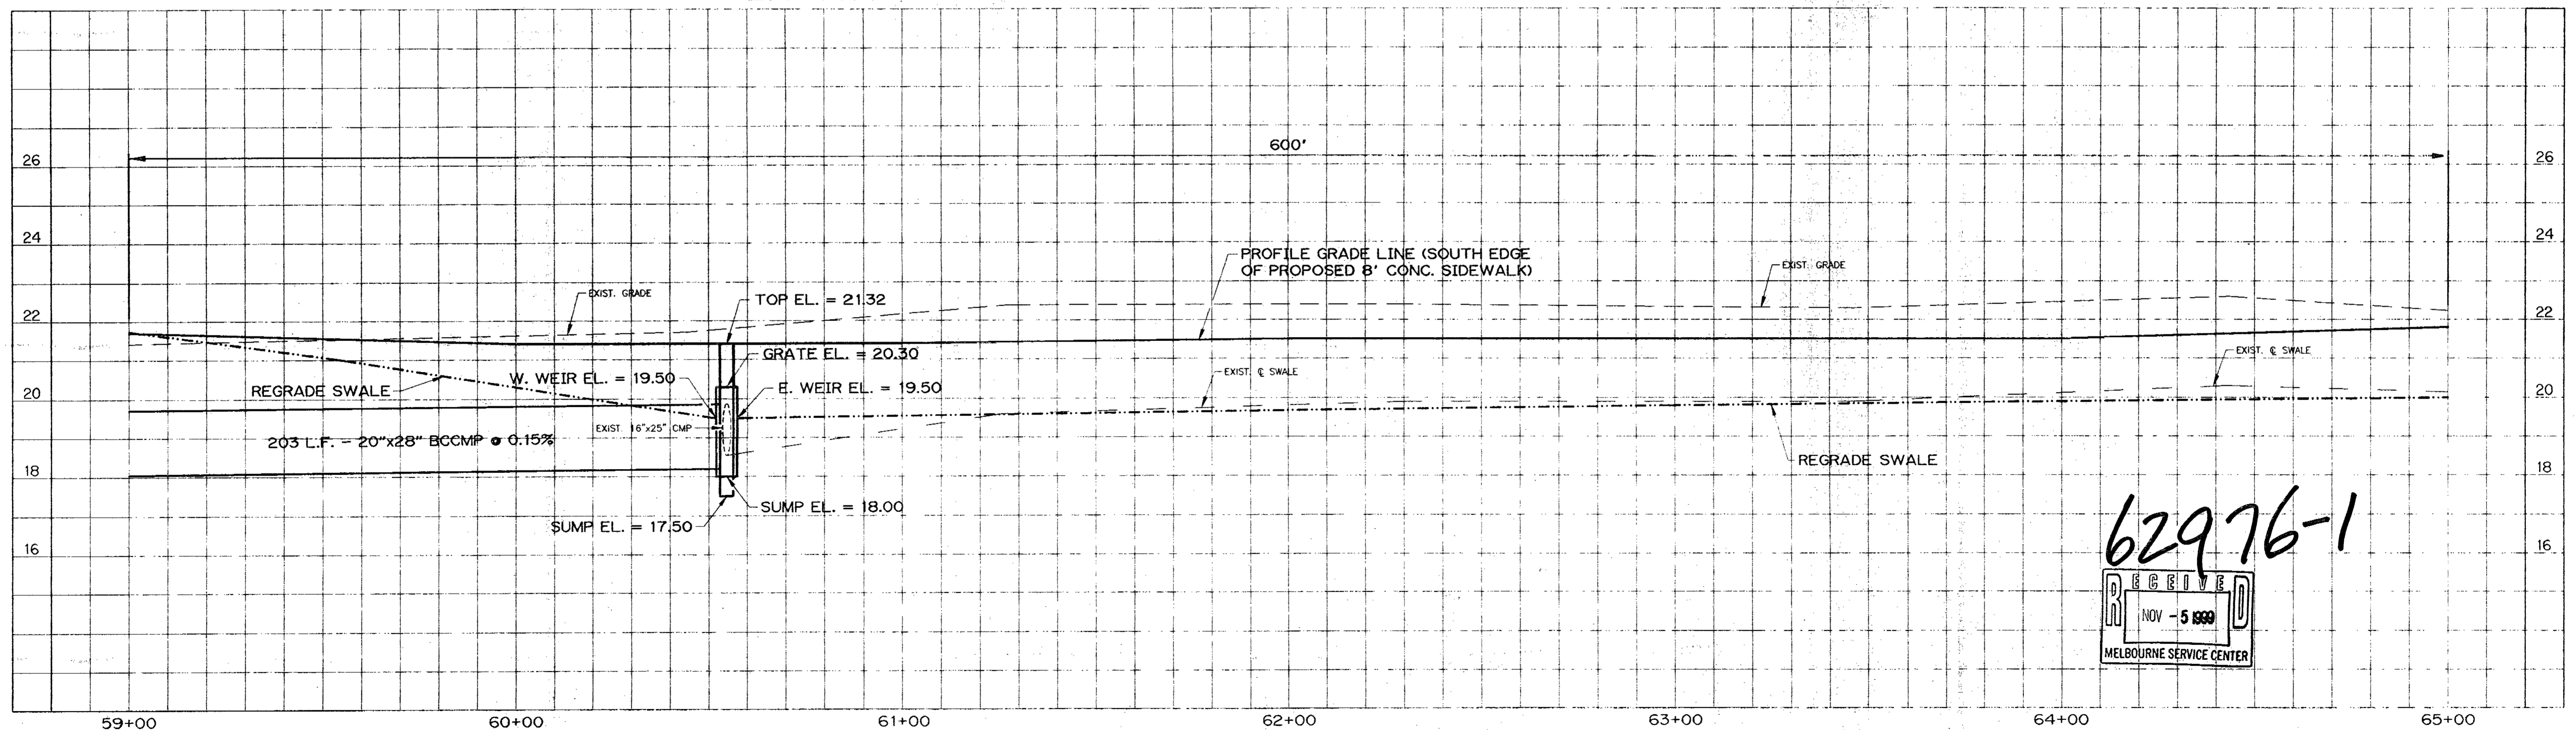 600'
26
26
24
24
PROFILE GRADE LINE (SOUTH EDGE
OF PROPOSED 8' CONC. SIDEWALK)
EXIST. GRADE
EXIST. GRADE
TOP EL. = 21.32
22
22
GRATE EL. = 20.30
EXIST. ℄ SWALE
W. WEIR EL. = 19.50
E. WEIR EL. = 19.50
EXIST. ℄ SWALE
REGRADE SWALE
20
20
EXIST. 16"x25" CMP
203 L.F. - 20"x28" BCCMP @ 0.15%
REGRADE SWALE
18
18
SUMP EL. = 18.00
SUMP EL. = 17.50
16
16
62976-1
RECEIVED
NOV - 5 1999
MELBOURNE SERVICE CENTER
59+00
60+00
61+00
62+00
63+00
64+00
65+00